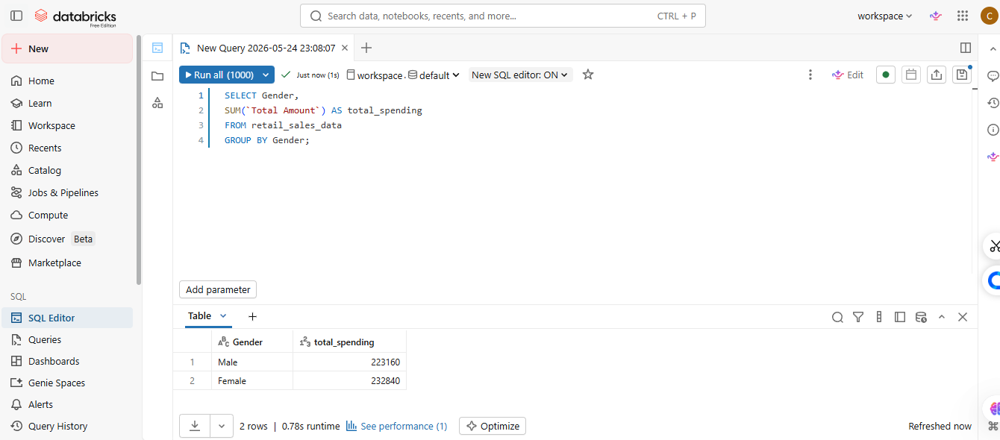 databricks
Free Edition
Search data, notebooks, recents, and more...
CTRL + P
workspace
C
New
Home
Learn
Workspace
Recents
Catalog
Jobs & Pipelines
Compute
Discover Beta
Marketplace
SQL
SQL Editor
Queries
Dashboards
Genie Spaces
Alerts
Query History
New Query 2026-05-24 23:08:07
Run all (1000)
Just now (1s)
workspace . default
New SQL editor: ON
Edit
1 SELECT Gender,
2 SUM(`Total Amount`) AS total_spending
3 FROM retail_sales_data
4 GROUP BY Gender;
Add parameter
Table
Gender total_spending
1 Male 223160
2 Female 232840
2 rows | 0.78s runtime See performance (1) Optimize Refreshed now